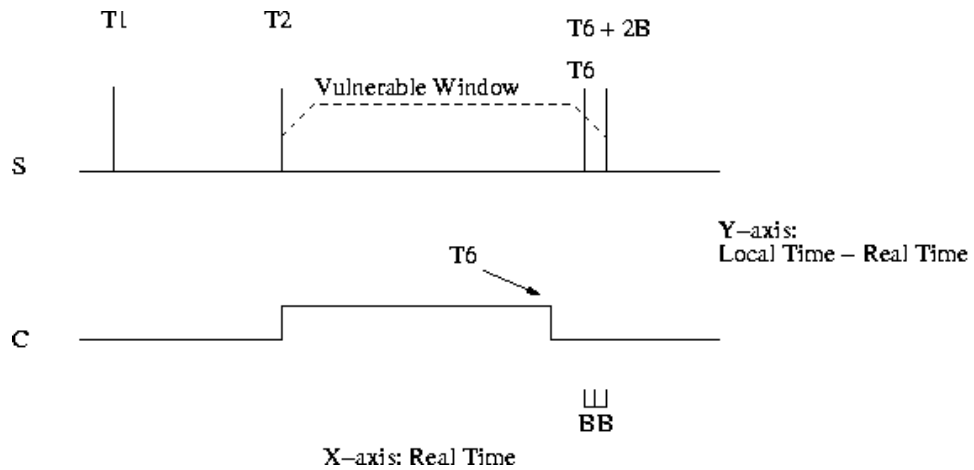 T1
T2
T6 + 2B
T6
Vulnerable Window
S
Y–axis:
Local Time – Real Time
T6
C
BB
X–axis: Real Time